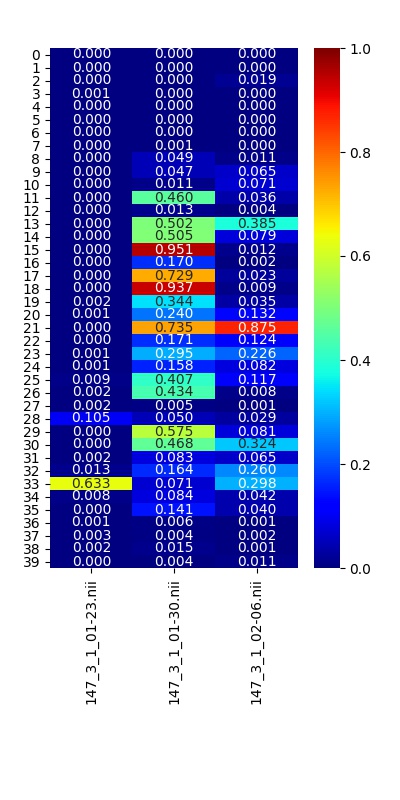 0 0.000 0.000 0.000 1.0
1 0.000 0.000 0.000
2 0.000 0.000 0.019
3 0.001 0.000 0.000
4 0.000 0.000 0.000
5 0.000 0.000 0.000
6 0.000 0.000 0.000
7 0.000 0.001 0.000
8 0.000 0.049 0.011 0.8
9 0.000 0.047 0.065
10 0.000 0.011 0.071
11 0.000 0.460 0.036
12 0.000 0.013 0.004
13 0.000 0.502 0.385
14 0.000 0.505 0.079
15 0.000 0.951 0.012
16 0.000 0.170 0.002 0.6
17 0.000 0.729 0.023
18 0.000 0.937 0.009
19 0.002 0.344 0.035
20 0.001 0.240 0.132
21 0.000 0.735 0.875
22 0.000 0.171 0.124
23 0.001 0.295 0.226 0.4
24 0.001 0.158 0.082
25 0.009 0.407 0.117
26 0.002 0.434 0.008
27 0.002 0.005 0.001
28 0.105 0.050 0.029
29 0.000 0.575 0.081
30 0.000 0.468 0.324
31 0.002 0.083 0.065 0.2
32 0.013 0.164 0.260
33 0.633 0.071 0.298
34 0.008 0.084 0.042
35 0.000 0.141 0.040
36 0.001 0.006 0.001
37 0.003 0.004 0.002
38 0.002 0.015 0.001
39 0.000 0.004 0.011 0.0
147_3_1_01-23.nii
147_3_1_01-30.nii
147_3_1_02-06.nii